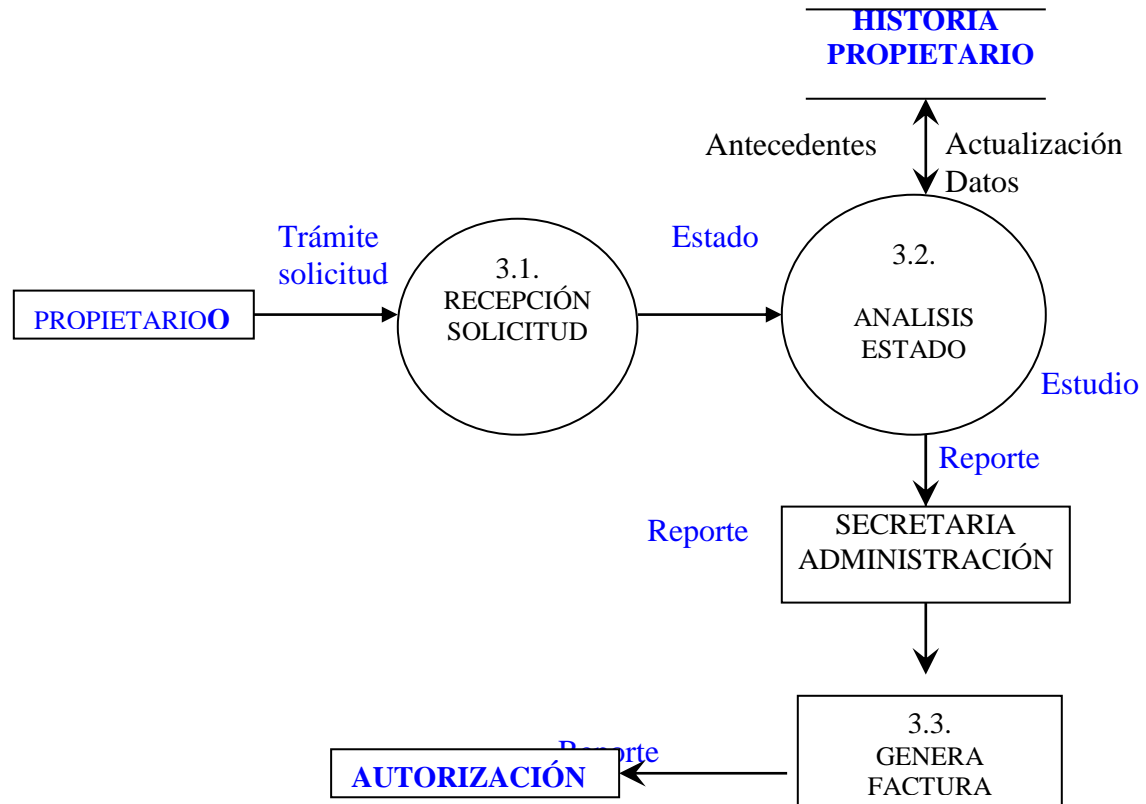 HISTORIA
PROPIETARIO
Antecedentes
Actualización
Datos
Trámite
solicitud
Estado
3.1.
RECEPCIÓN
SOLICITUD
3.2.
ANALISIS
ESTADO
PROPIETARIOO
Estudio
Reporte
Reporte
SECRETARIA
ADMINISTRACIÓN
3.3.
GENERA
FACTURA
Reporte
AUTORIZACIÓN